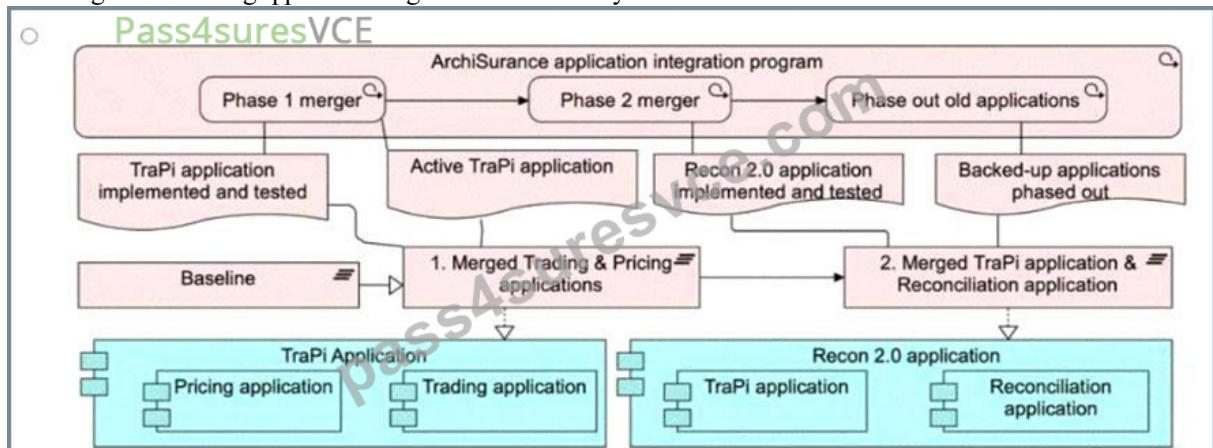 Pass4suresVCE
ArchiSurance application integration program
Phase 1 merger
Phase 2 merger
Phase out old applications
TraPi application
implemented and tested
Active TraPi application
Recon 2.0 application
implemented and tested
Backed-up applications
phased out
Baseline
1. Merged Trading & Pricing
applications
2. Merged TraPi application &
Reconciliation application
TraPi Application
Pricing application
Trading application
Recon 2.0 application
TraPi application
Reconciliation
application
pass4suresvce.com